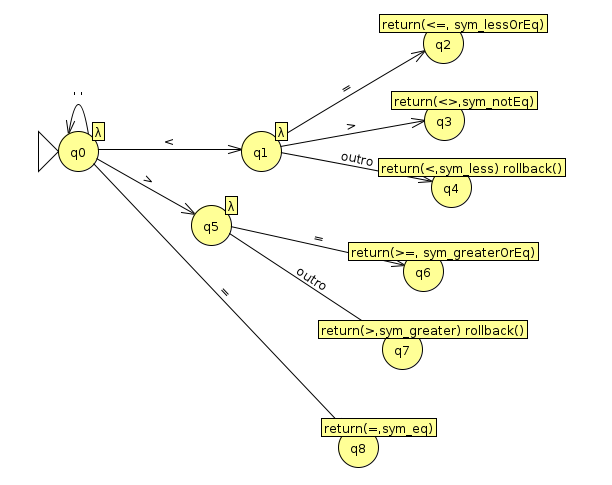 return(<=, sym_lessOrEq)
q2
=
' '
return(<>,sym_notEq)
q3
>
λ
q0
<
λ
q1
outro
return(<,sym_less) rollback()
q4
>
λ
q5
=
return(>=, sym_greaterOrEq)
q6
outro
=
return(>,sym_greater) rollback()
q7
return(=,sym_eq)
q8